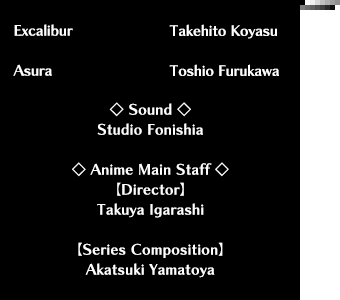 Excalibur Takehito Koyasu
Asura Toshio Furukawa
◇ Sound ◇
Studio Fonishia
◇ Anime Main Staff ◇
【Director】
Takuya Igarashi
【Series Composition】
Akatsuki Yamatoya